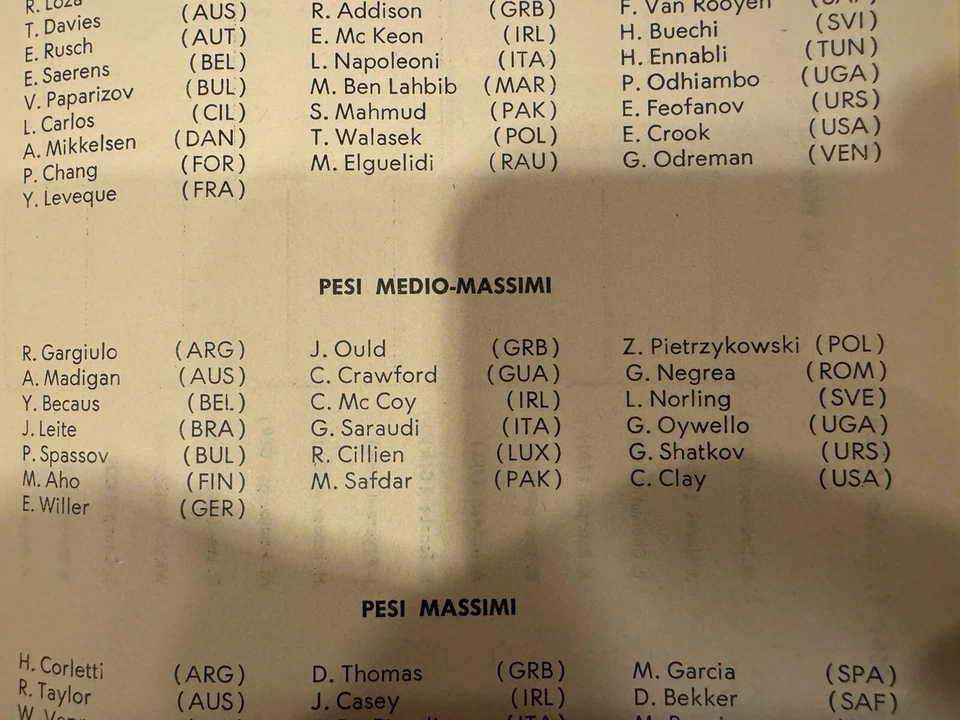 R. Loza
T. Davies (AUS)
E. Rusch (AUT)
E. Saerens (BEL)
V. Paparizov (BUL)
L. Carlos (CIL)
A. Mikkelsen (DAN)
P. Chang (FOR)
Y. Leveque (FRA)
R. Addison (GRB)
E. Mc Keon (IRL)
L. Napoleoni (ITA)
M. Ben Lahbib (MAR)
S. Mahmud (PAK)
T. Walasek (POL)
M. Elguelidi (RAU)
F. Van Rooyen
H. Buechi (SVI)
H. Ennabli (TUN)
P. Odhiambo (UGA)
E. Feofanov (URS)
E. Crook (USA)
G. Odreman (VEN)
PESI MEDIO-MASSIMI
R. Gargiulo (ARG)
A. Madigan (AUS)
Y. Becaus (BEL)
J. Leite (BRA)
P. Spassov (BUL)
M. Aho (FIN)
E. Willer (GER)
J. Ould (GRB)
C. Crawford (GUA)
C. Mc Coy (IRL)
G. Saraudi (ITA)
R. Cillien (LUX)
M. Safdar (PAK)
Z. Pietrzykowski (POL)
G. Negrea (ROM)
L. Norling (SVE)
G. Oywello (UGA)
G. Shatkov (URS)
C. Clay (USA)
PESI MASSIMI
H. Corletti (ARG)
R. Taylor (AUS)
W.
D. Thomas (GRB)
J. Casey (IRL)
M. Garcia (SPA)
D. Bekker (SAF)